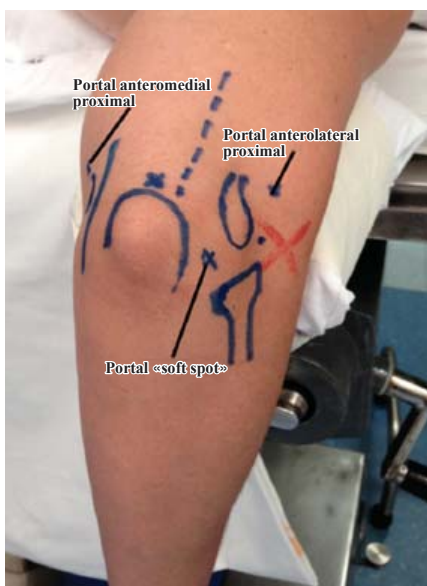 Portal anteromedial
proximal
Portal anterolateral
proximal
Portal «soft spot»